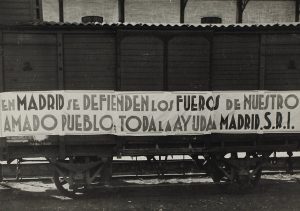 EN MADRID SE DEFIENDEN LOS FUEROS DE NUESTRO
AMADO PUEBLO, TODA LA AYUDA A MADRID. S.R.I.